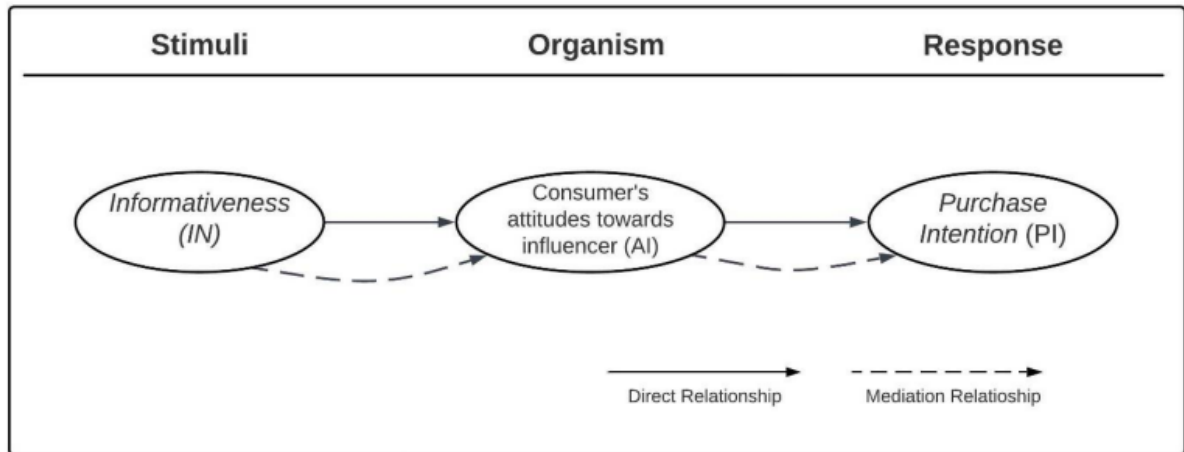 Stimuli
Organism
Response
Informativeness
(IN)
Consumer's
attitudes towards
influencer (AI)
Purchase
Intention (PI)
Direct Relationship
Mediation Relatioship